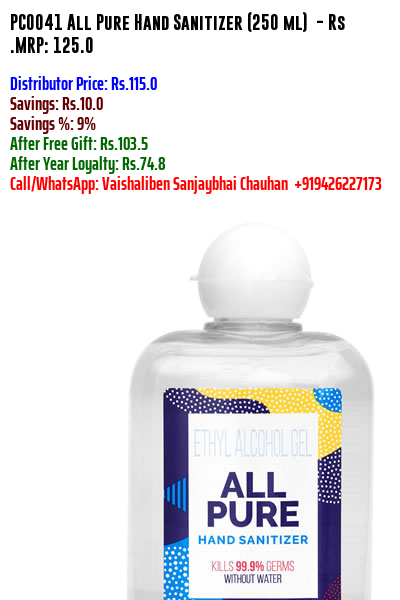 PC0041 All Pure Hand Sanitizer (250 ml) - Rs
.MRP: 125.0
Distributor Price: Rs.115.0
Savings: Rs.10.0
Savings %: 9%
After Free Gift: Rs.103.5
After Year Loyalty: Rs.74.8
Call/WhatsApp: Vaishaliben Sanjaybhai Chauhan +919426227173
ETHYL ALCOHOL GEL
ALL
PURE
HAND SANITIZER
KILLS 99.9% GERMS
WITHOUT WATER